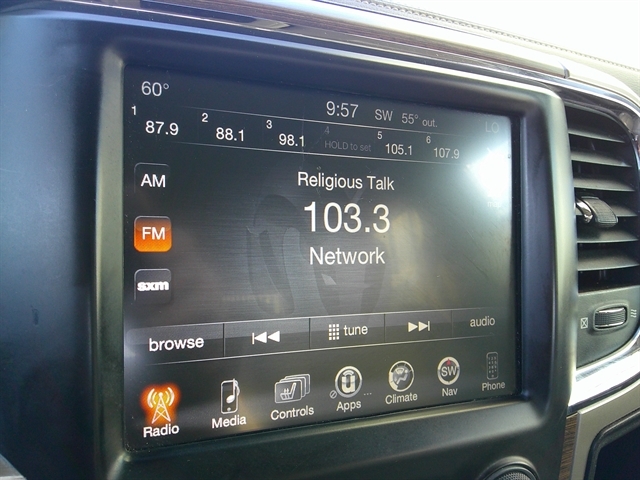 60° 9:57 SW 55° out. LO
1 87.9 2 88.1 3 98.1 4 HOLD to set 5 105.1 6 107.9
AM
Religious Talk
FM
103.3
Network
sxm
browse tune audio
Radio Media Controls Apps ... Climate SW Nav Phone